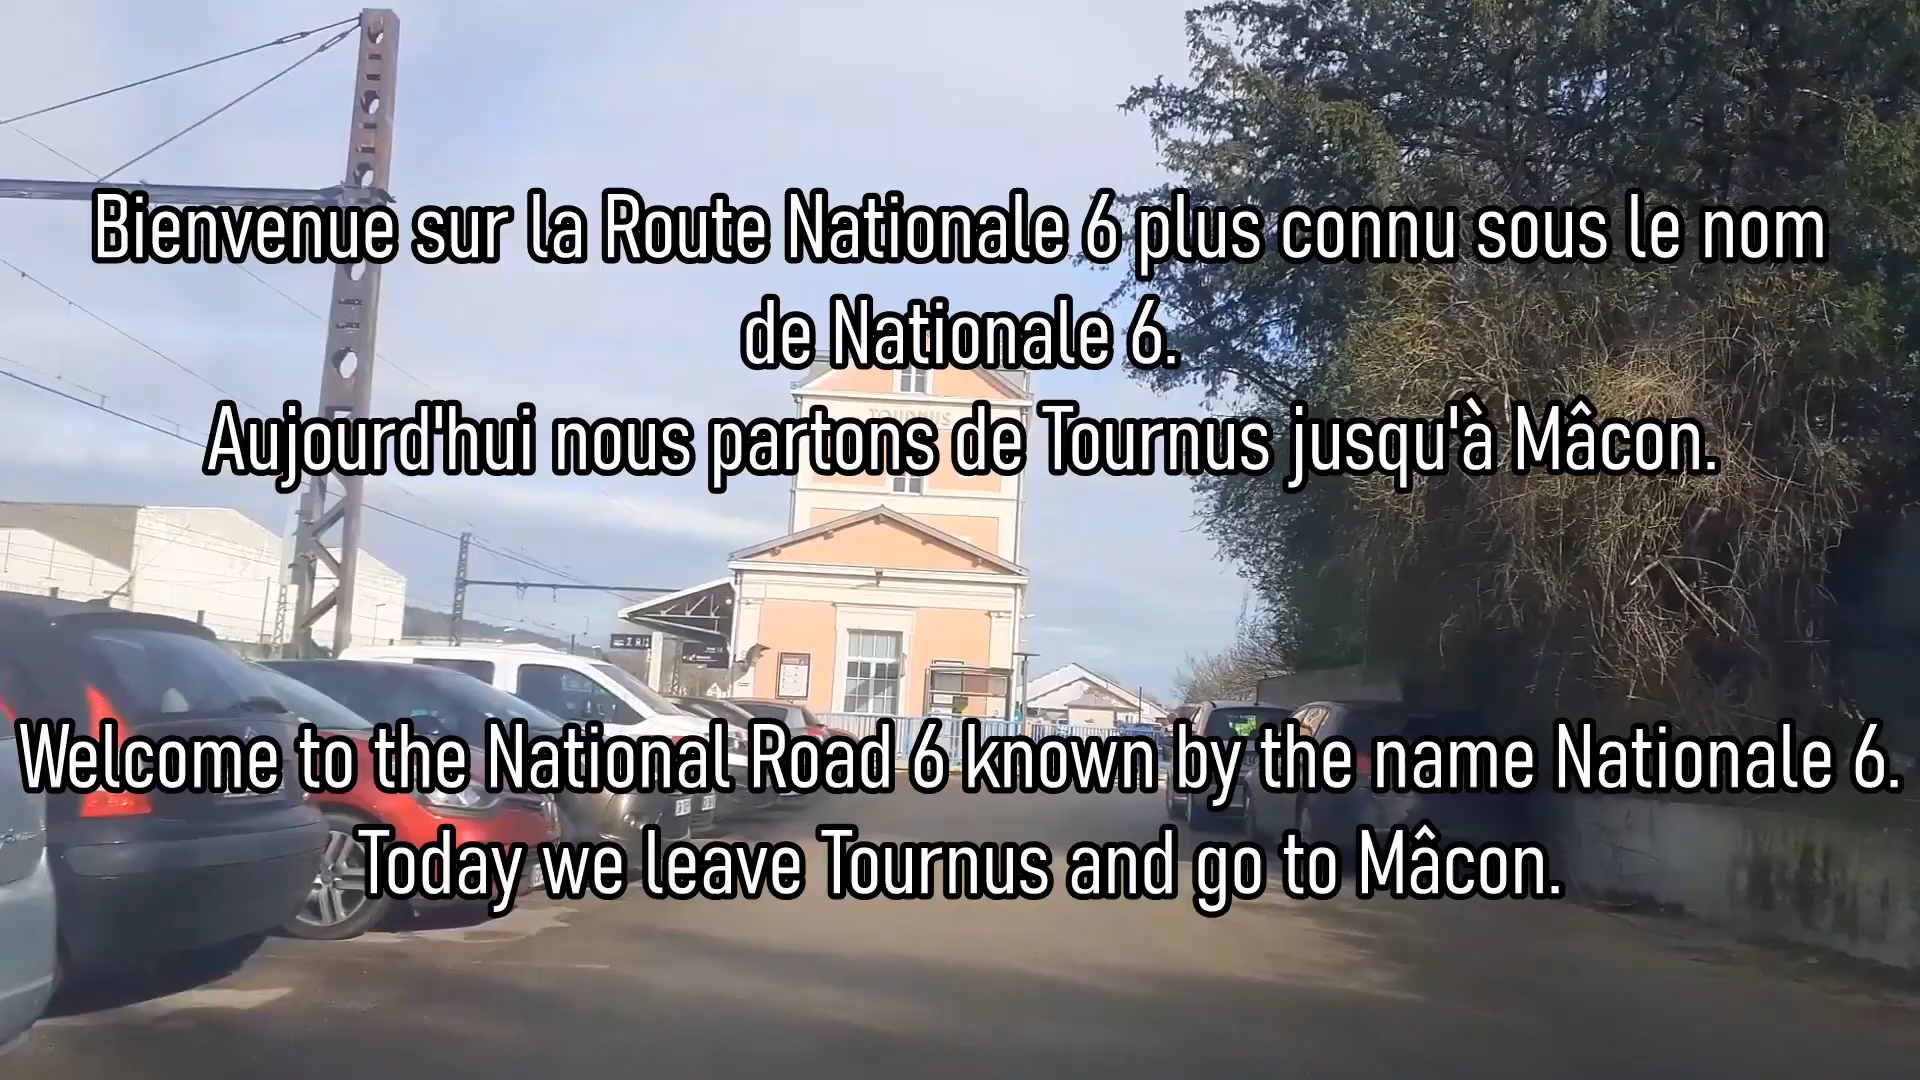 Bienvenue sur la Route Nationale 6 plus connu sous le nom
de Nationale 6.
TOURNUS
Aujourd'hui nous partons de Tournus jusqu'à Mâcon.
Welcome to the National Road 6 known by the name Nationale 6.
Today we leave Tournus and go to Mâcon.